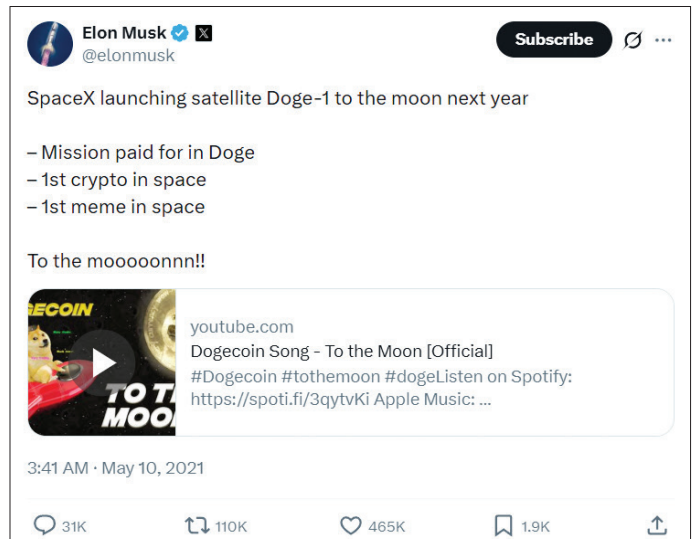 Elon Musk
@elonmusk
Subscribe
SpaceX launching satellite Doge-1 to the moon next year
– Mission paid for in Doge
– 1st crypto in space
– 1st meme in space
To the mooooonnn!!
TO
MOO
youtube.com
Dogecoin Song - To the Moon [Official]
#Dogecoin #tothemoon #dogeListen on Spotify:
https://spoti.fi/3qytvKi Apple Music: ...
3:41 AM · May 10, 2021
31K 110K 465K 1.9K